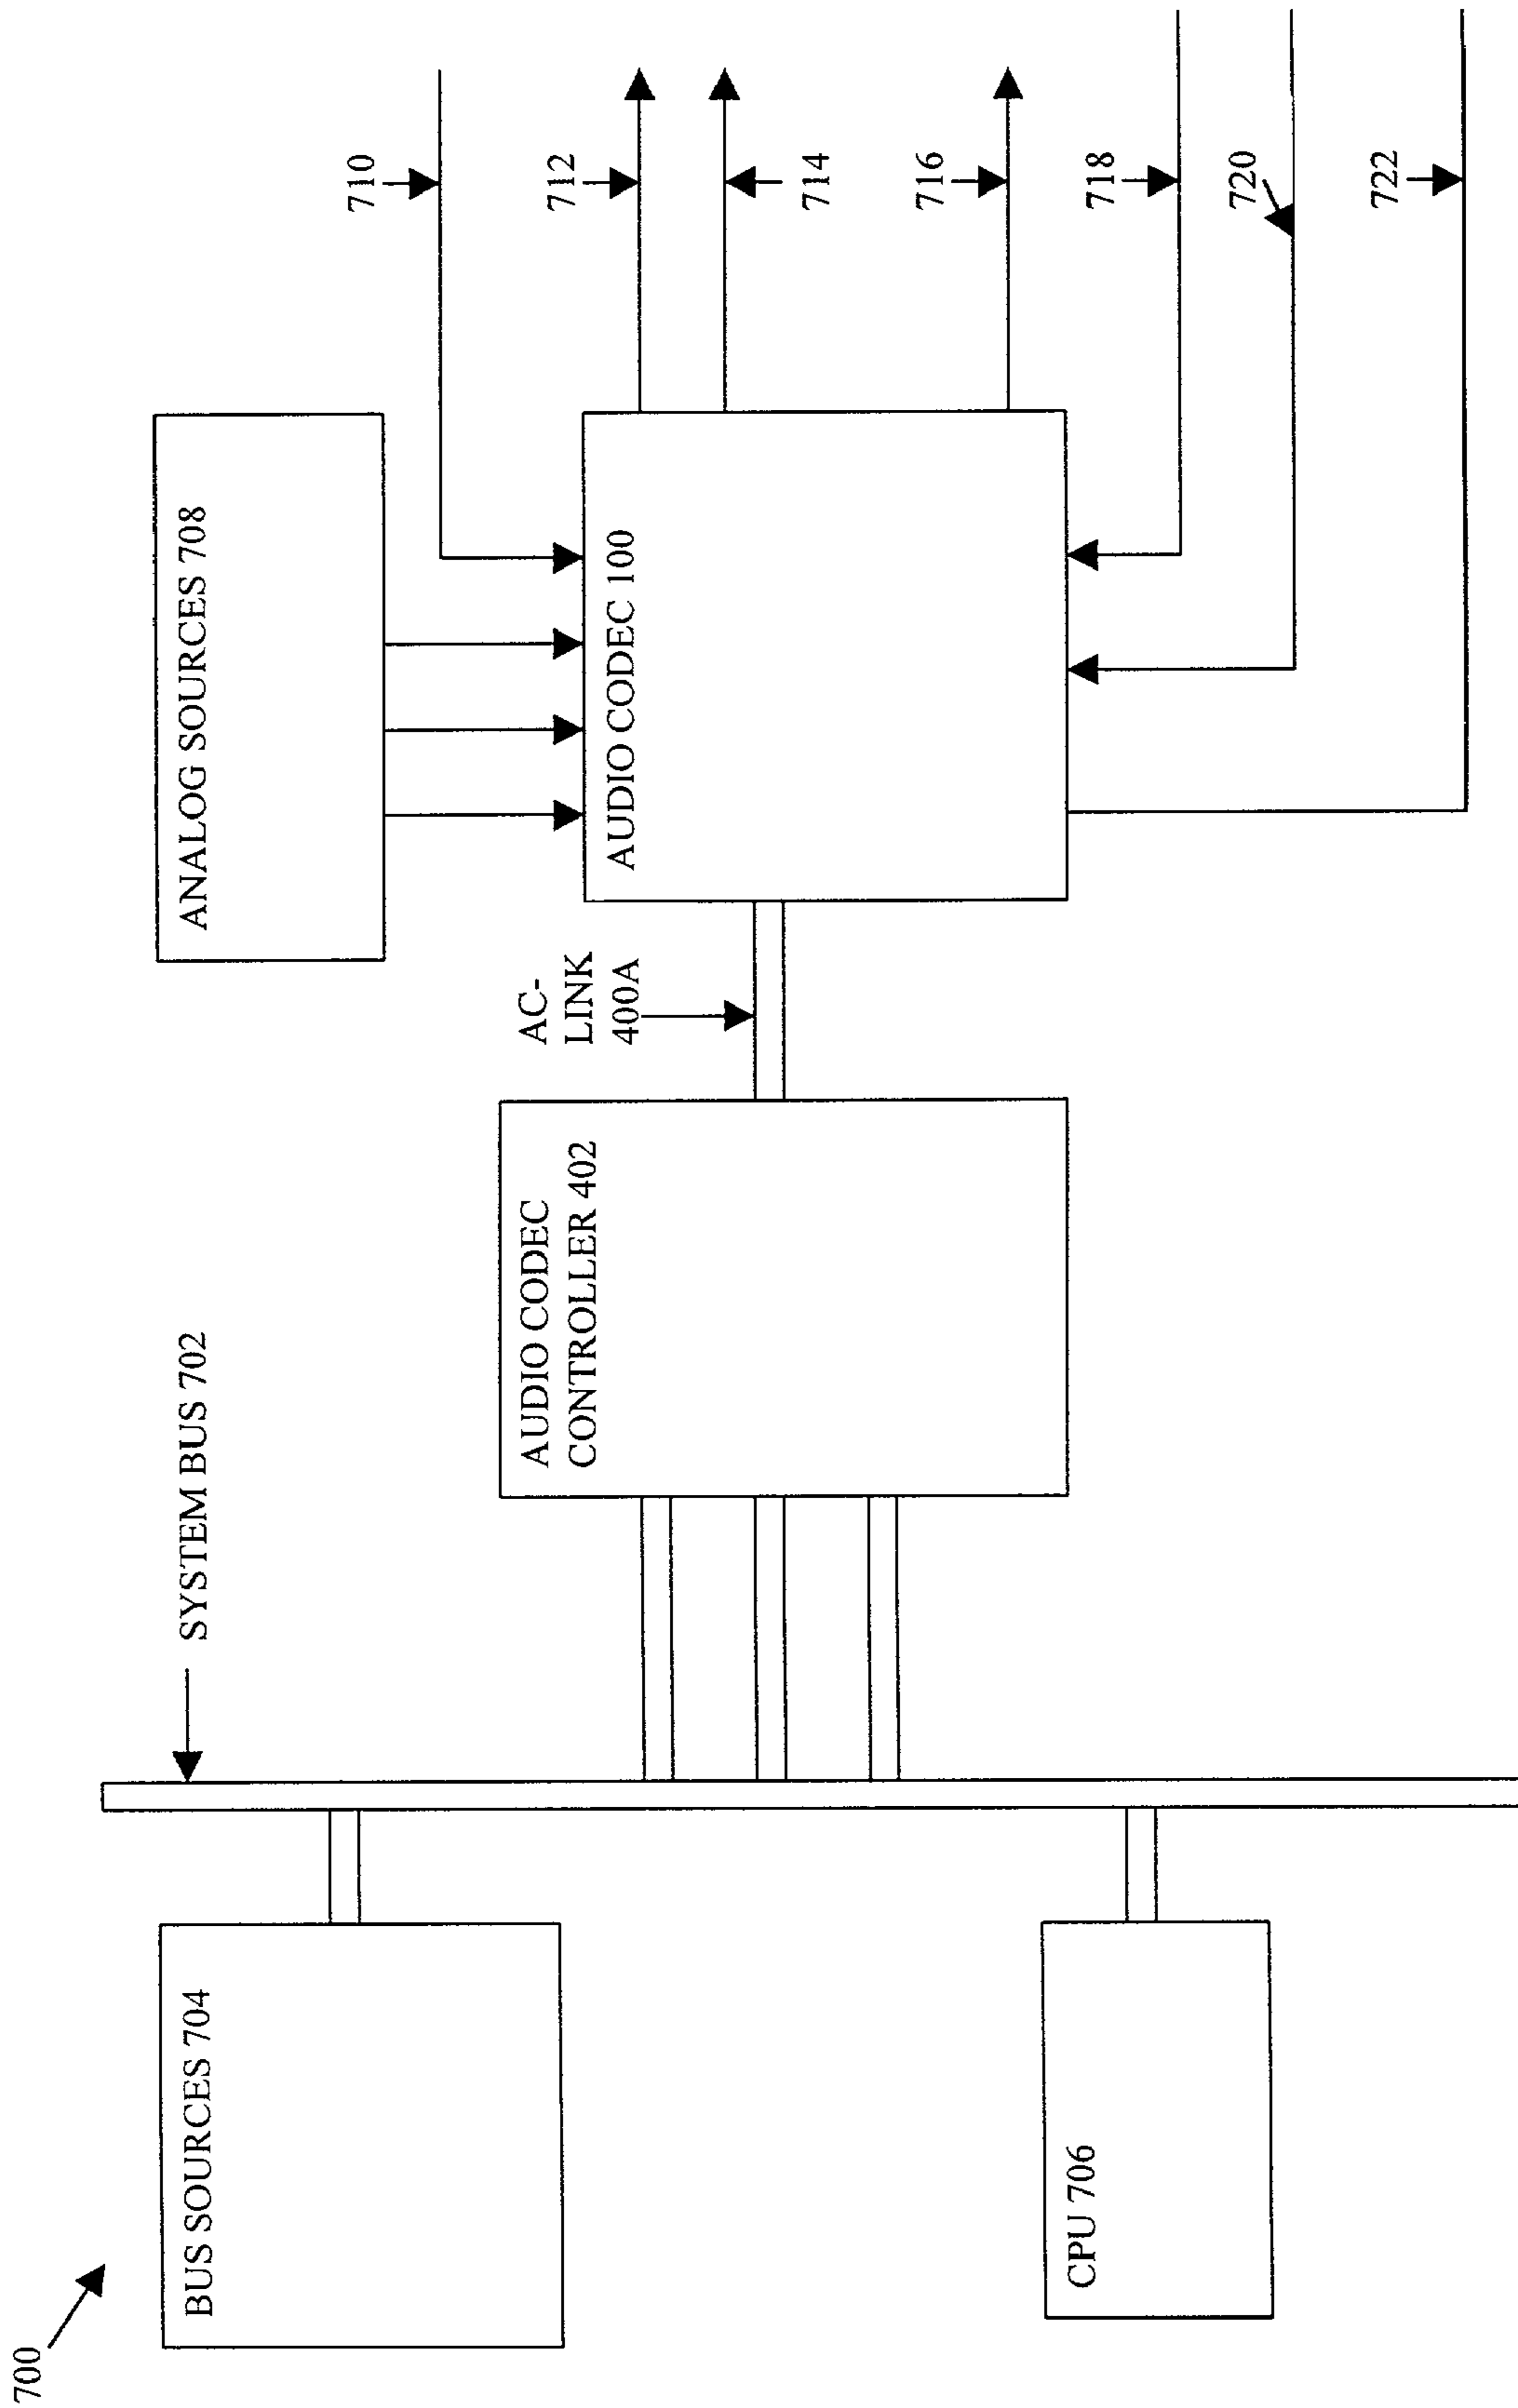 700
BUS SOURCES 704
CPU 706
SYSTEM BUS 702
AUDIO CODEC
CONTROLLER 402
AC-
LINK
400A
ANALOG SOURCES 708
AUDIO CODEC 100
710
712
714
716
718
720
722